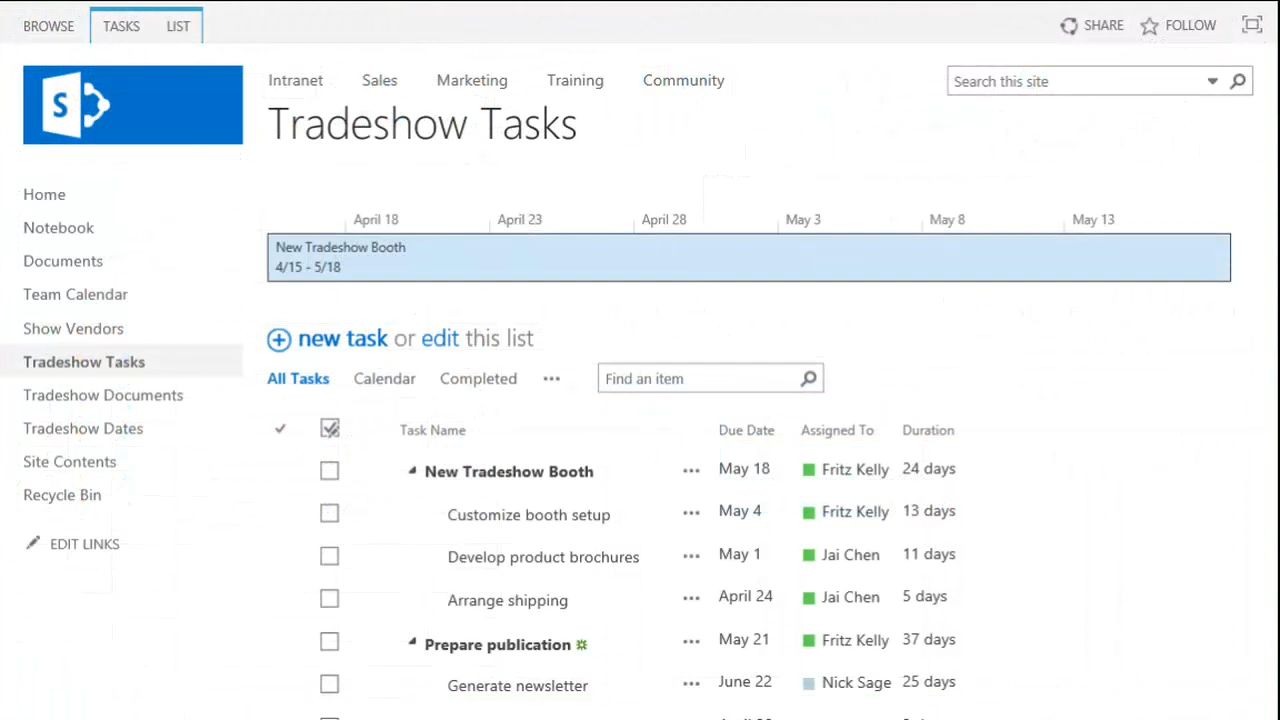 BROWSE TASKS LIST SHARE FOLLOW
S
Intranet Sales Marketing Training Community
Search this site
Tradeshow Tasks
Home
Notebook
Documents
Team Calendar
Show Vendors
Tradeshow Tasks
Tradeshow Documents
Tradeshow Dates
Site Contents
Recycle Bin
EDIT LINKS
April 18 April 23 April 28 May 3 May 8 May 13
New Tradeshow Booth
4/15 - 5/18
new task or edit this list
All Tasks Calendar Completed ••• Find an item
Task Name Due Date Assigned To Duration
New Tradeshow Booth ••• May 18 Fritz Kelly 24 days
Customize booth setup ••• May 4 Fritz Kelly 13 days
Develop product brochures ••• May 1 Jai Chen 11 days
Arrange shipping ••• April 24 Jai Chen 5 days
Prepare publication ••• May 21 Fritz Kelly 37 days
Generate newsletter ••• June 22 Nick Sage 25 days